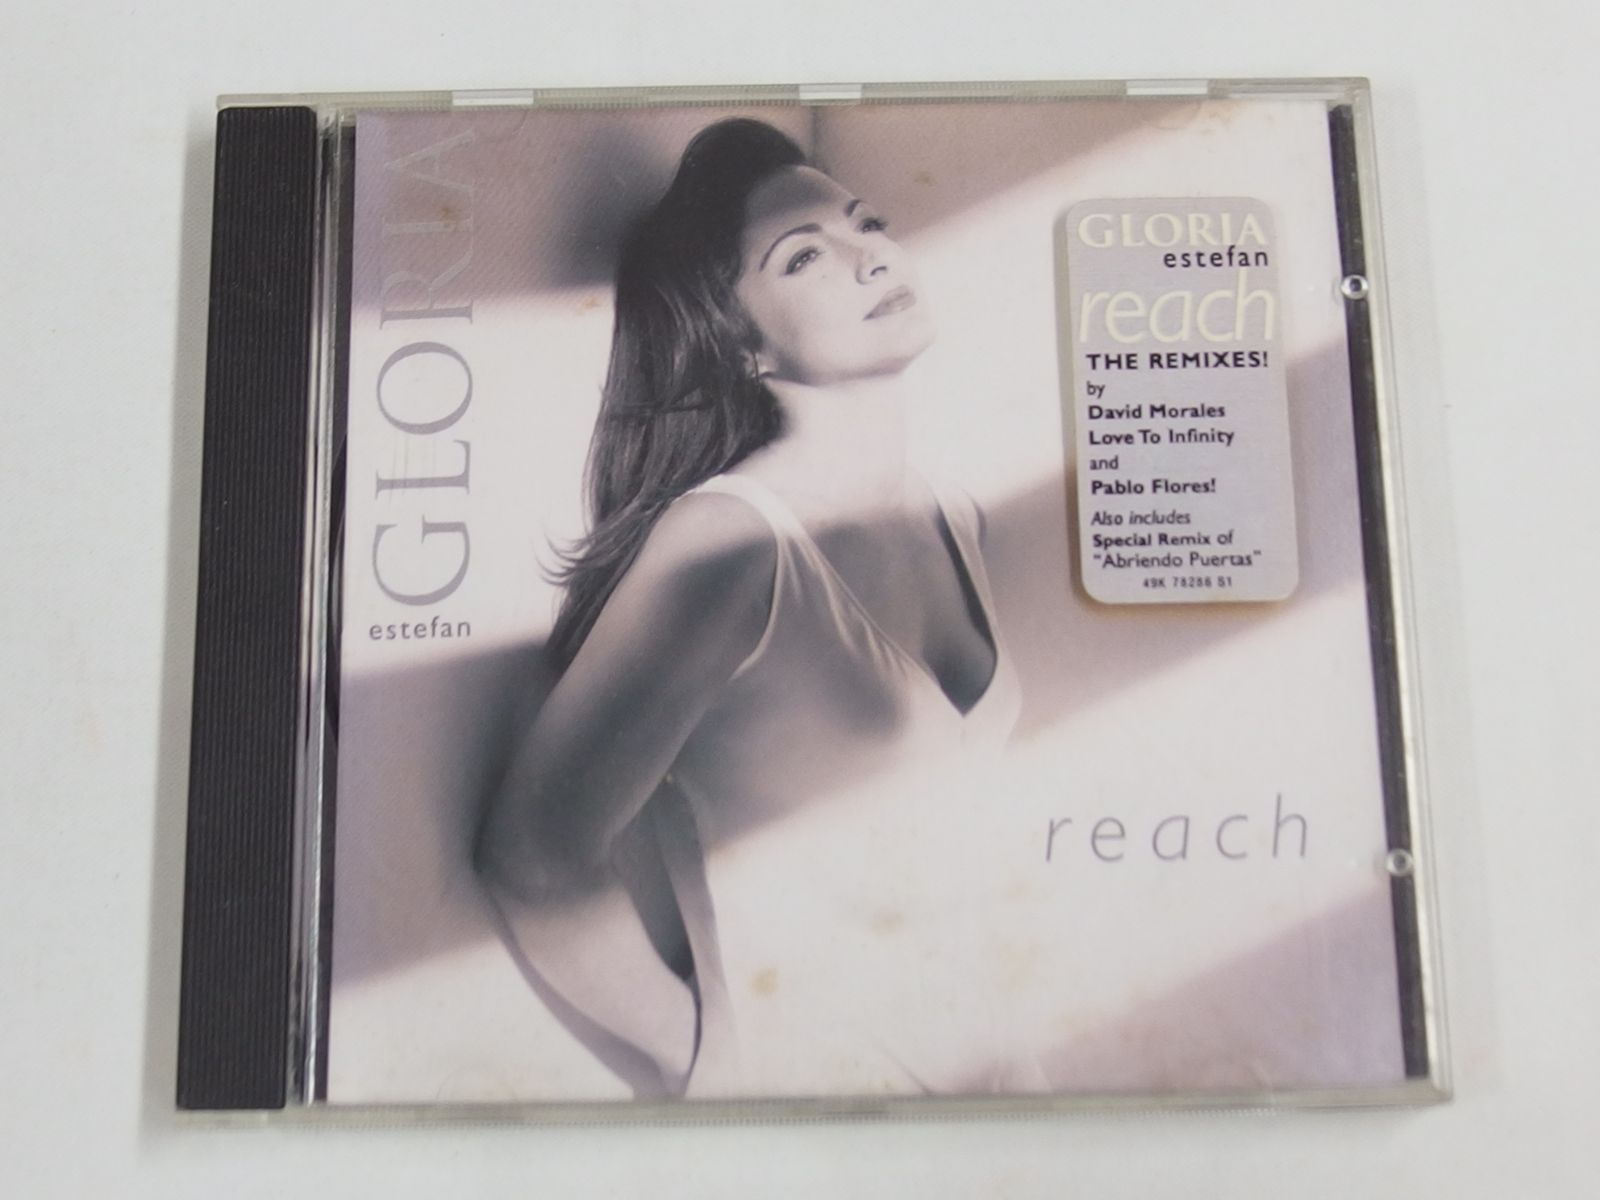 GLORIA
estefan
GLORIA
estefan
reach
THE REMIXES!
by
David Morales
Love To Infinity
and
Pablo Flores!
Also includes
Special Remix of
"Abriendo Puertas"
49K 78286 S1
reach